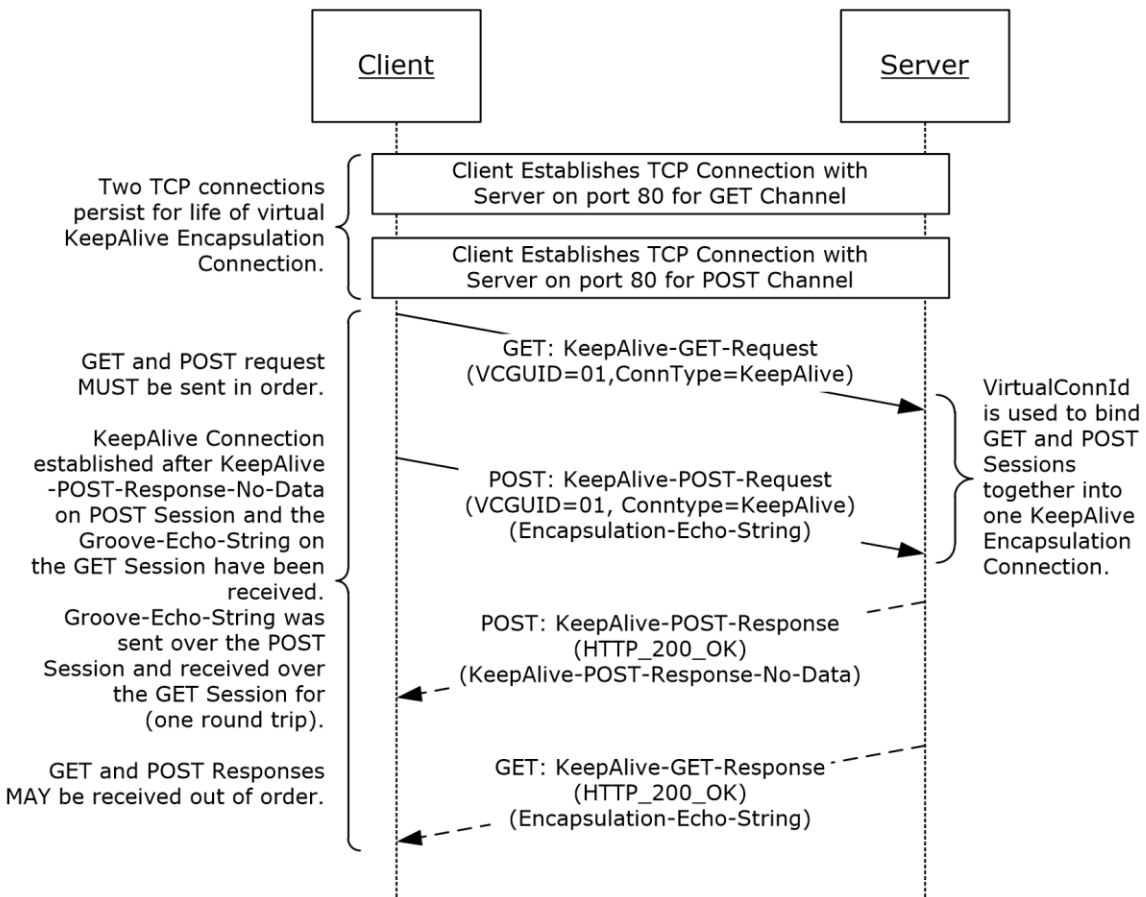 Client
Server
Client Establishes TCP Connection with
Server on port 80 for GET Channel
Two TCP connections
persist for life of virtual
KeepAlive Encapsulation
Connection.
Client Establishes TCP Connection with
Server on port 80 for POST Channel
GET: KeepAlive-GET-Request
(VCGUID=01,ConnType=KeepAlive)
GET and POST request
MUST be sent in order.
KeepAlive Connection
established after KeepAlive
-POST-Response-No-Data
on POST Session and the
Groove-Echo-String on
the GET Session have been
received.
Groove-Echo-String was
sent over the POST
Session and received over
the GET Session for
(one round trip).
GET and POST Responses
MAY be received out of order.
POST: KeepAlive-POST-Request
(VCGUID=01, Conntype=KeepAlive)
(Encapsulation-Echo-String)
VirtualConnId
is used to bind
GET and POST
Sessions
together into
one KeepAlive
Encapsulation
Connection.
POST: KeepAlive-POST-Response
(HTTP_200_OK)
(KeepAlive-POST-Response-No-Data)
GET: KeepAlive-GET-Response
(HTTP_200_OK)
(Encapsulation-Echo-String)